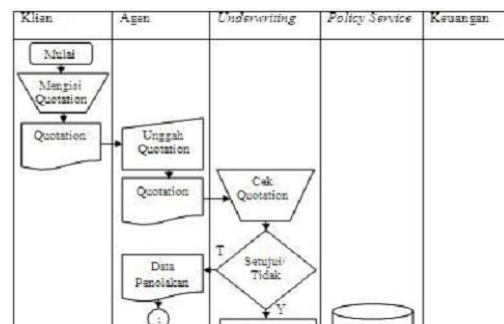 Klien
Agen
Underwriting
Policy Service
Keuangan
Mulai
Mengisi
Quotation
Quotation
Unggah
Quotation
Quotation
Cek
Quotation
Setujui/
Tidak
T
Y
Data
Penolakan